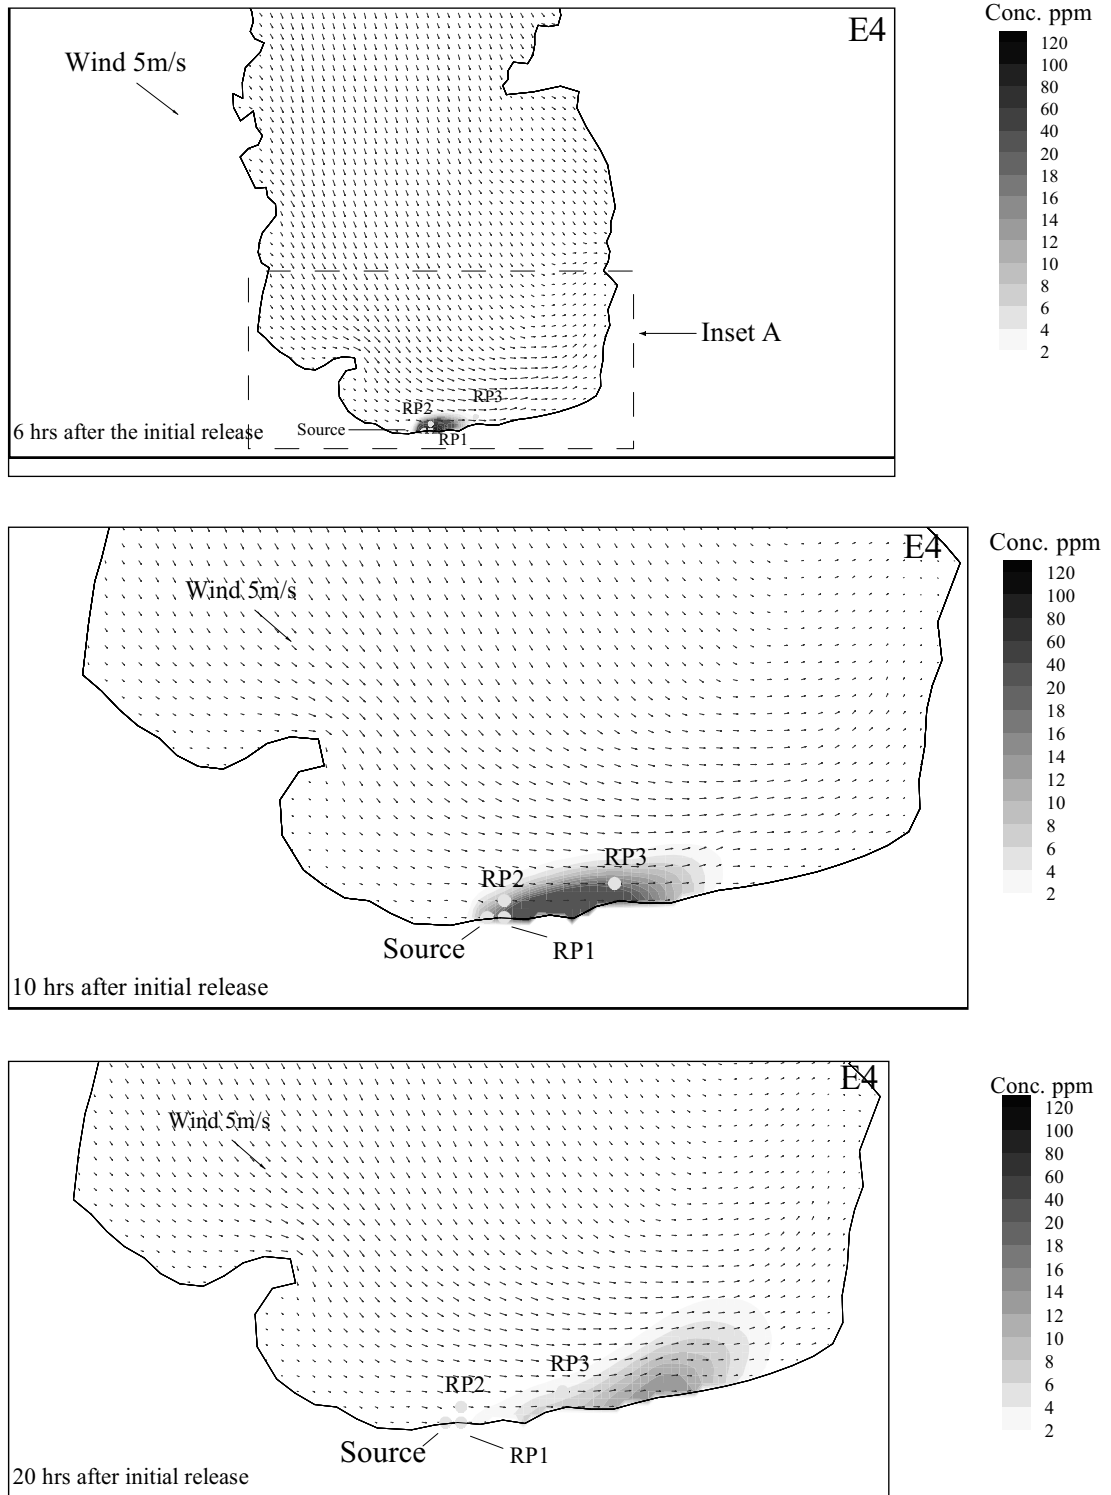 E4
Wind 5m/s
Conc. ppm
120
100
80
60
40
20
18
16
14
12
10
8
6
4
2
Inset A
RP3
RP2
Source
RP1
6 hrs after the initial release
E4
Wind 5m/s
Conc. ppm
120
100
80
60
40
20
18
16
14
12
10
8
6
4
2
RP3
RP2
Source
RP1
10 hrs after initial release
E4
Wind 5m/s
Conc. ppm
120
100
80
60
40
20
18
16
14
12
10
8
6
4
2
RP3
RP2
Source
RP1
20 hrs after initial release